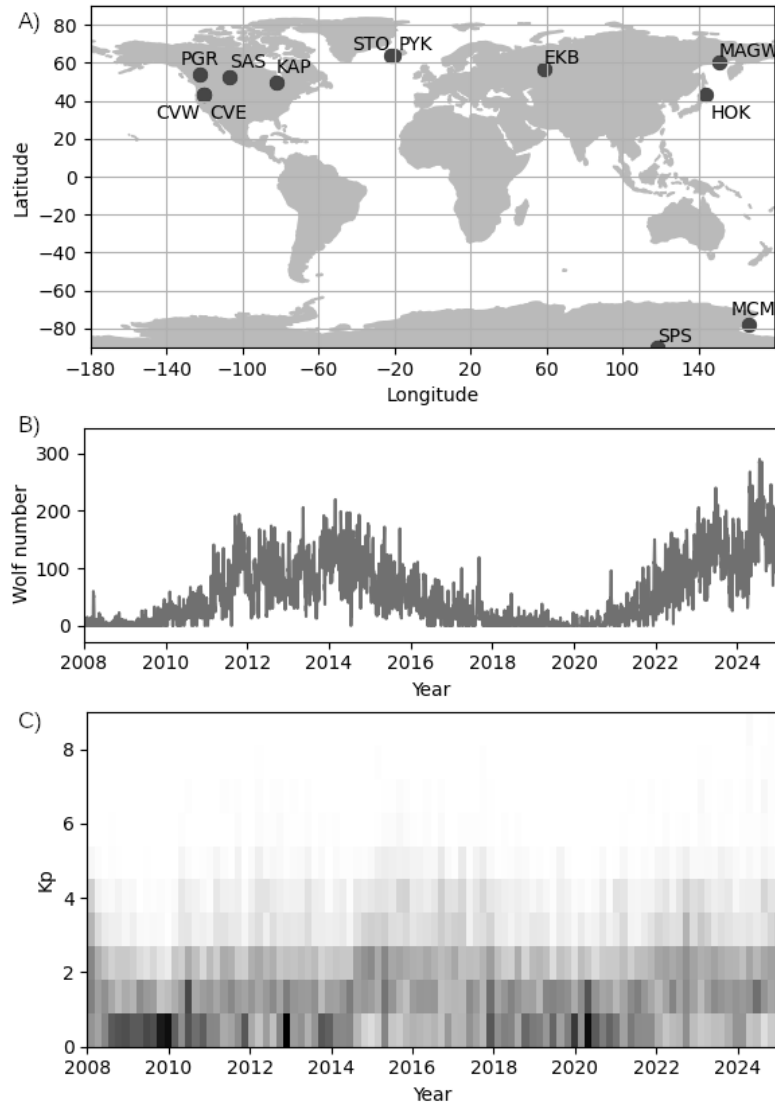 A)
80
60
40
20
0
−20
−40
−60
−80
Latitude
STO PYK
MAGW
PGR SAS KAP
EKB
CVW CVE
HOK
MCM
SPS
−180 −140 −100 −60 −20 20 60 100 140
Longitude
B)
300
200
100
0
Wolf number
2008 2010 2012 2014 2016 2018 2020 2022 2024
Year
C)
8
6
4
2
0
Kp
2008 2010 2012 2014 2016 2018 2020 2022 2024
Year